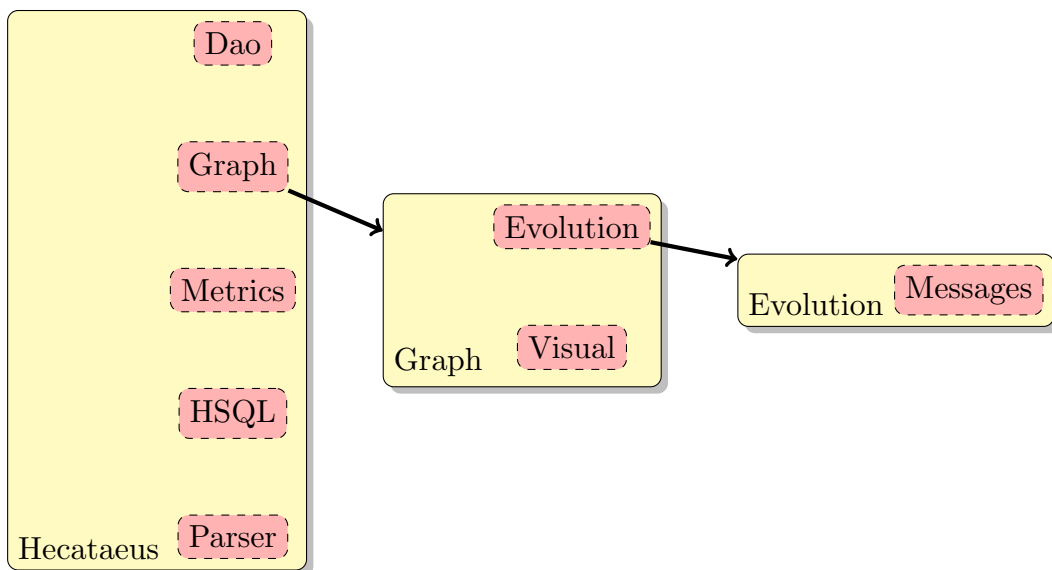 Dao
Graph
Metrics
HSQL
Parser
Hecataeus
Evolution
Visual
Graph
Messages
Evolution